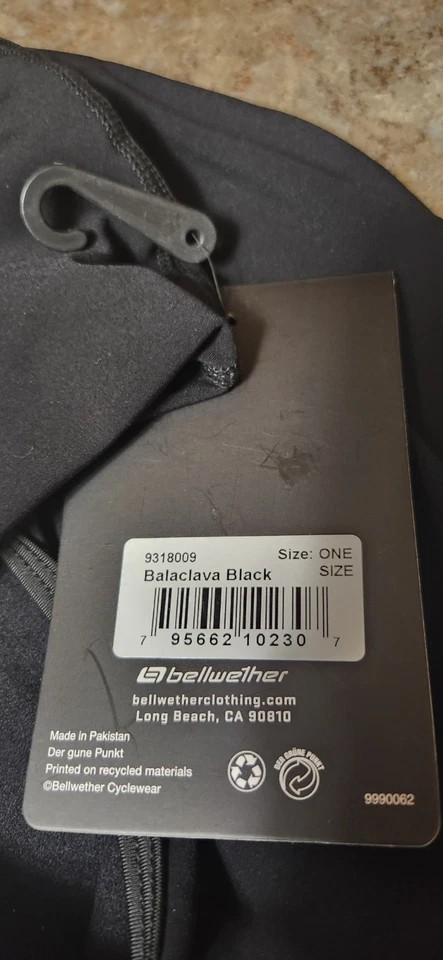 9318009 Size: ONE
Balaclava Black SIZE
7 95662 10230 7
bellwether
bellwetherclothing.com
Long Beach, CA 90810
Made in Pakistan
Der gune Punkt
Printed on recycled materials
©Bellwether Cyclewear
DER GRÜNE PUNKT
9990062